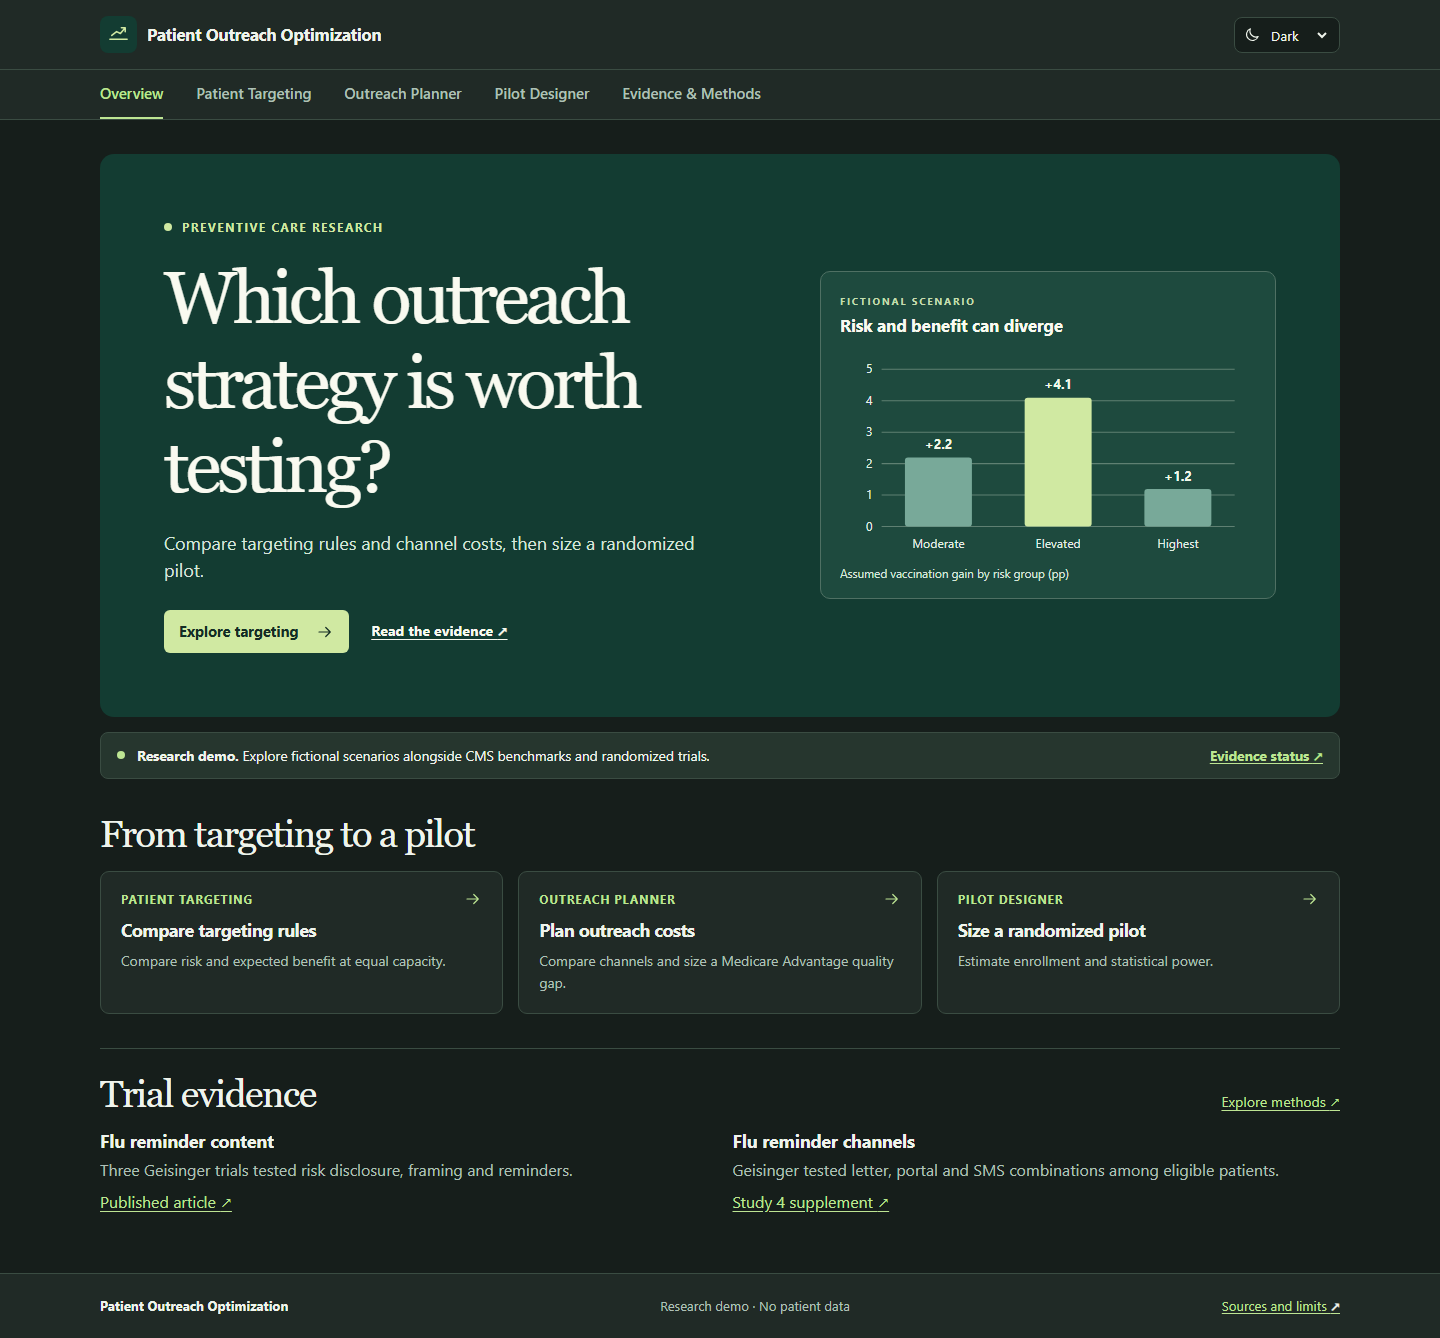 Patient Outreach Optimization
Dark
Overview
Patient Targeting
Outreach Planner
Pilot Designer
Evidence & Methods
PREVENTIVE CARE RESEARCH
Which outreach
strategy is worth
testing?
Compare targeting rules and channel costs, then size a randomized
pilot.
Explore targeting →
Read the evidence ↗
FICTIONAL SCENARIO
Risk and benefit can diverge
5
4
3
2
1
0
+2.2
+4.1
+1.2
Moderate
Elevated
Highest
Assumed vaccination gain by risk group (pp)
Research demo. Explore fictional scenarios alongside CMS benchmarks and randomized trials.
Evidence status ↗
From targeting to a pilot
PATIENT TARGETING →
Compare targeting rules
Compare risk and expected benefit at equal capacity.
OUTREACH PLANNER →
Plan outreach costs
Compare channels and size a Medicare Advantage quality
gap.
PILOT DESIGNER →
Size a randomized pilot
Estimate enrollment and statistical power.
Trial evidence
Explore methods ↗
Flu reminder content
Three Geisinger trials tested risk disclosure, framing and reminders.
Published article ↗
Flu reminder channels
Geisinger tested letter, portal and SMS combinations among eligible patients.
Study 4 supplement ↗
Patient Outreach Optimization
Research demo · No patient data
Sources and limits ↗